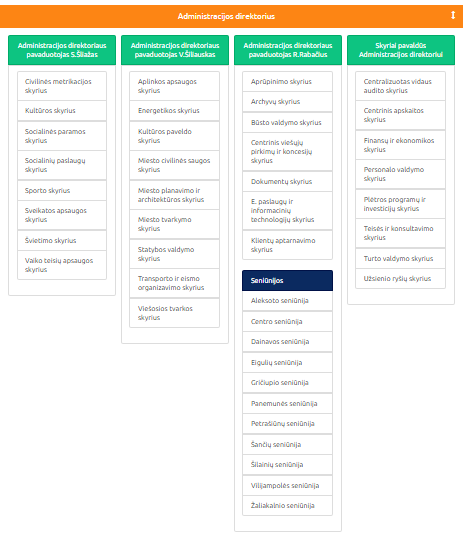 Administracijos direktorius
Administracijos direktoriaus
pavaduotojas S.Šližas
Civilinės metrikacijos
skyrius
Kultūros skyrius
Socialinės paramos
skyrius
Socialinių paslaugų
skyrius
Sporto skyrius
Sveikatos apsaugos
skyrius
Švietimo skyrius
Vaiko teisių apsaugos
skyrius
Administracijos direktoriaus
pavaduotojas V.Šiliauskas
Aplinkos apsaugos
skyrius
Energetikos skyrius
Kultūros paveldo
skyrius
Miesto civilinės saugos
skyrius
Miesto planavimo ir
architektūros skyrius
Miesto tvarkymo
skyrius
Statybos valdymo
skyrius
Transporto ir eismo
organizavimo skyrius
Viešosios tvarkos
skyrius
Administracijos direktoriaus
pavaduotojas R.Rabačius
Aprūpinimo skyrius
Archyvų skyrius
Būsto valdymo skyrius
Centrinis viešųjų
pirkimų ir koncesijų
skyrius
Dokumentų skyrius
E. paslaugų ir
informacinių
technologijų skyrius
Klientų aptarnavimo
skyrius
Seniūnijos
Aleksoto seniūnija
Centro seniūnija
Dainavos seniūnija
Eigulių seniūnija
Gričiupio seniūnija
Panemunės seniūnija
Petrašiūnų seniūnija
Šančių seniūnija
Šilainių seniūnija
Vilijampolės seniūnija
Žaliakalnio seniūnija
Skyriai pavaldūs
Administracijos direktoriui
Centralizuotas vidaus
audito skyrius
Centrinis apskaitos
skyrius
Finansų ir ekonomikos
skyrius
Personalo valdymo
skyrius
Plėtros programų ir
investicijų skyrius
Teisės ir konsultavimo
skyrius
Turto valdymo skyrius
Užsienio ryšių skyrius